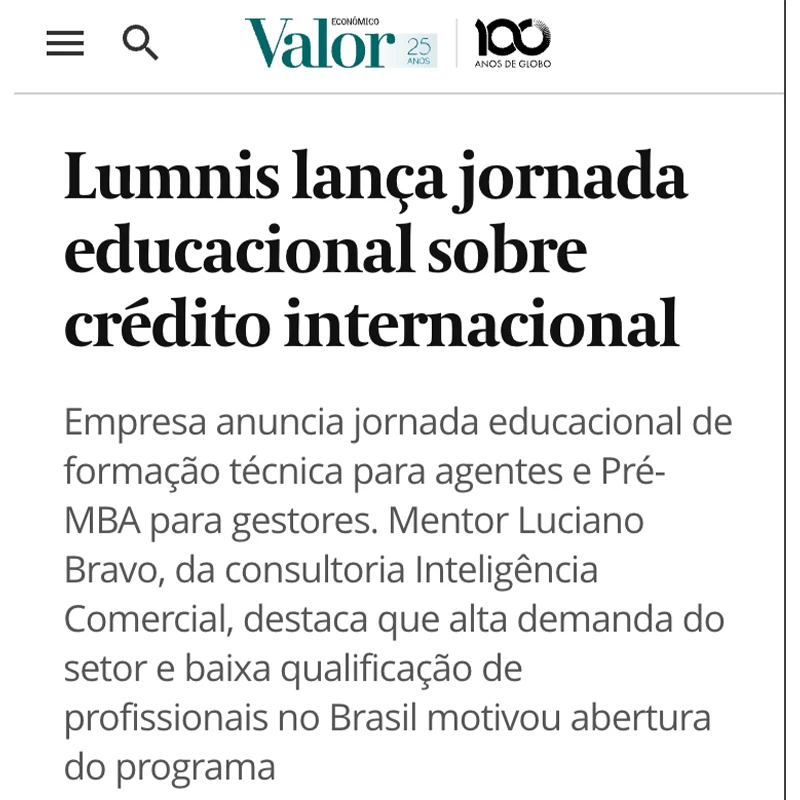 ECONÔMICO
Valor 25 ANOS
100
ANOS DE GLOBO
Lumnis lança jornada
educacional sobre
crédito internacional
Empresa anuncia jornada educacional de
formação técnica para agentes e Pré-
MBA para gestores. Mentor Luciano
Bravo, da consultoria Inteligência
Comercial, destaca que alta demanda do
setor e baixa qualificação de
profissionais no Brasil motivou abertura
do programa